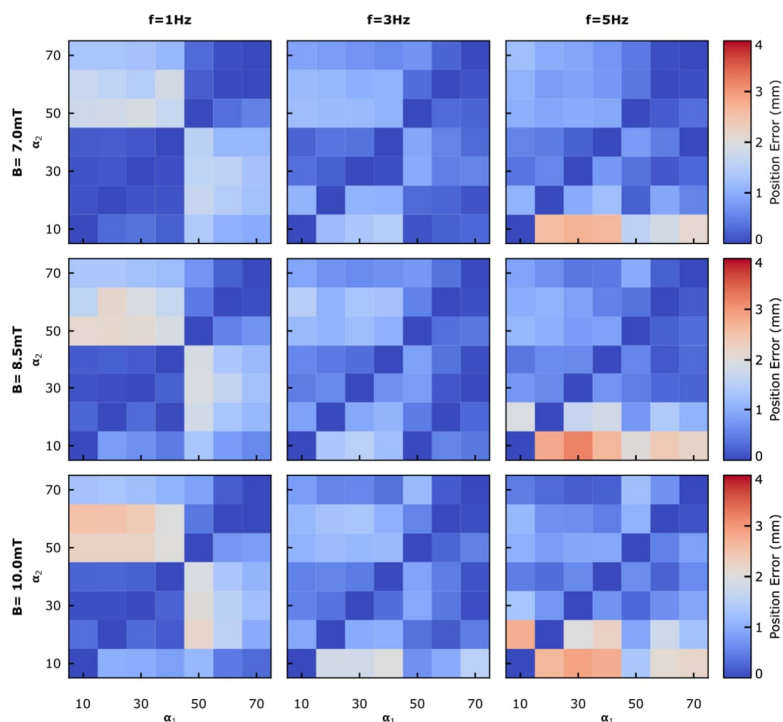 f=1Hz f=3Hz f=5Hz
B= 7.0mT
α₂
70
50
30
10
4
3
2
1
0
Position Error (mm)
B= 8.5mT
α₂
70
50
30
10
4
3
2
1
0
Position Error (mm)
B= 10.0mT
α₂
70
50
30
10
4
3
2
1
0
Position Error (mm)
10 30 50 70 10 30 50 70 10 30 50 70
α₁ α₁ α₁